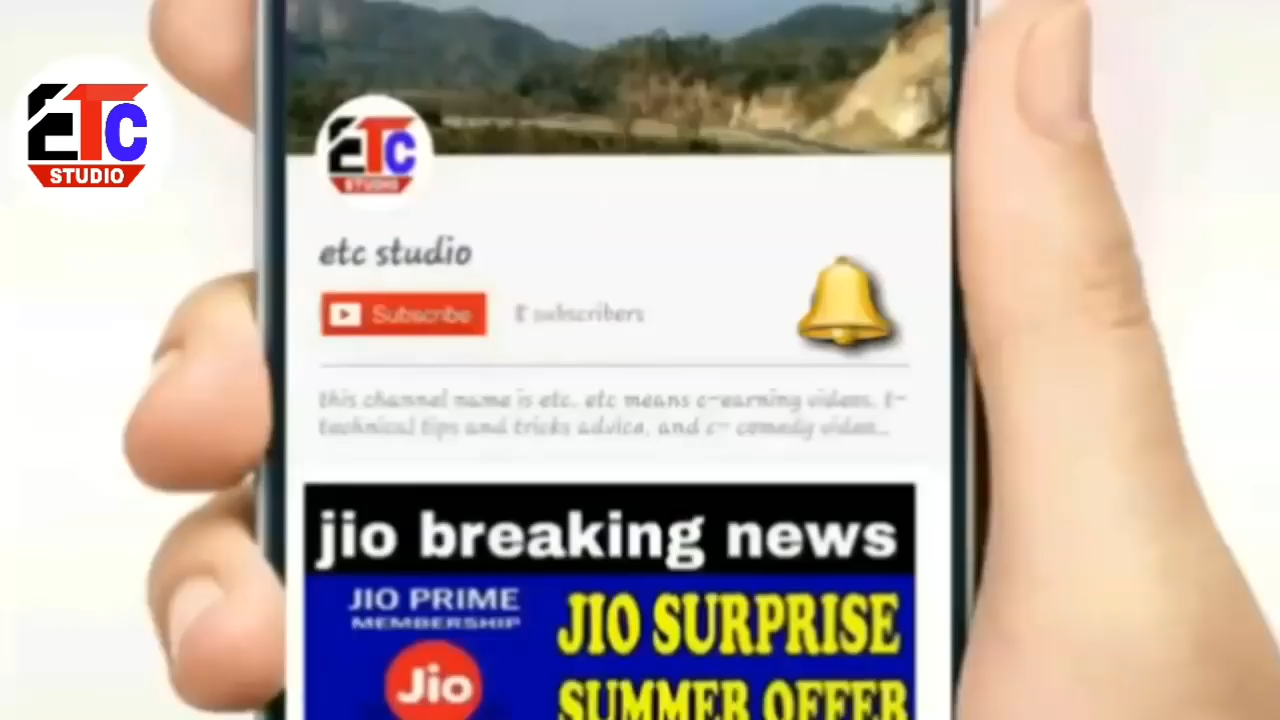 ETC
STUDIO
ETC
STUDIO
etc studio
Subscribe
subscribers
this channel name is etc. etc means e-earning videos, t-
technical tips and tricks advice, and c- comedy video...
jio breaking news
JIO PRIME
MEMBERSHIP
JIO SURPRISE
Jio
SUMMER OFFER